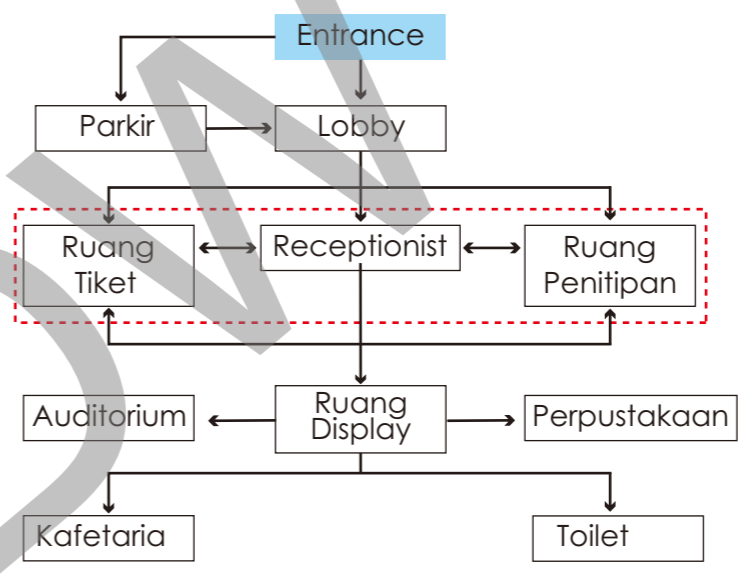 Entrance
Parkir
Lobby
Ruang
Tiket
Receptionist
Ruang
Penitipan
Auditorium
Ruang
Display
Perpustakaan
Kafetaria
Toilet